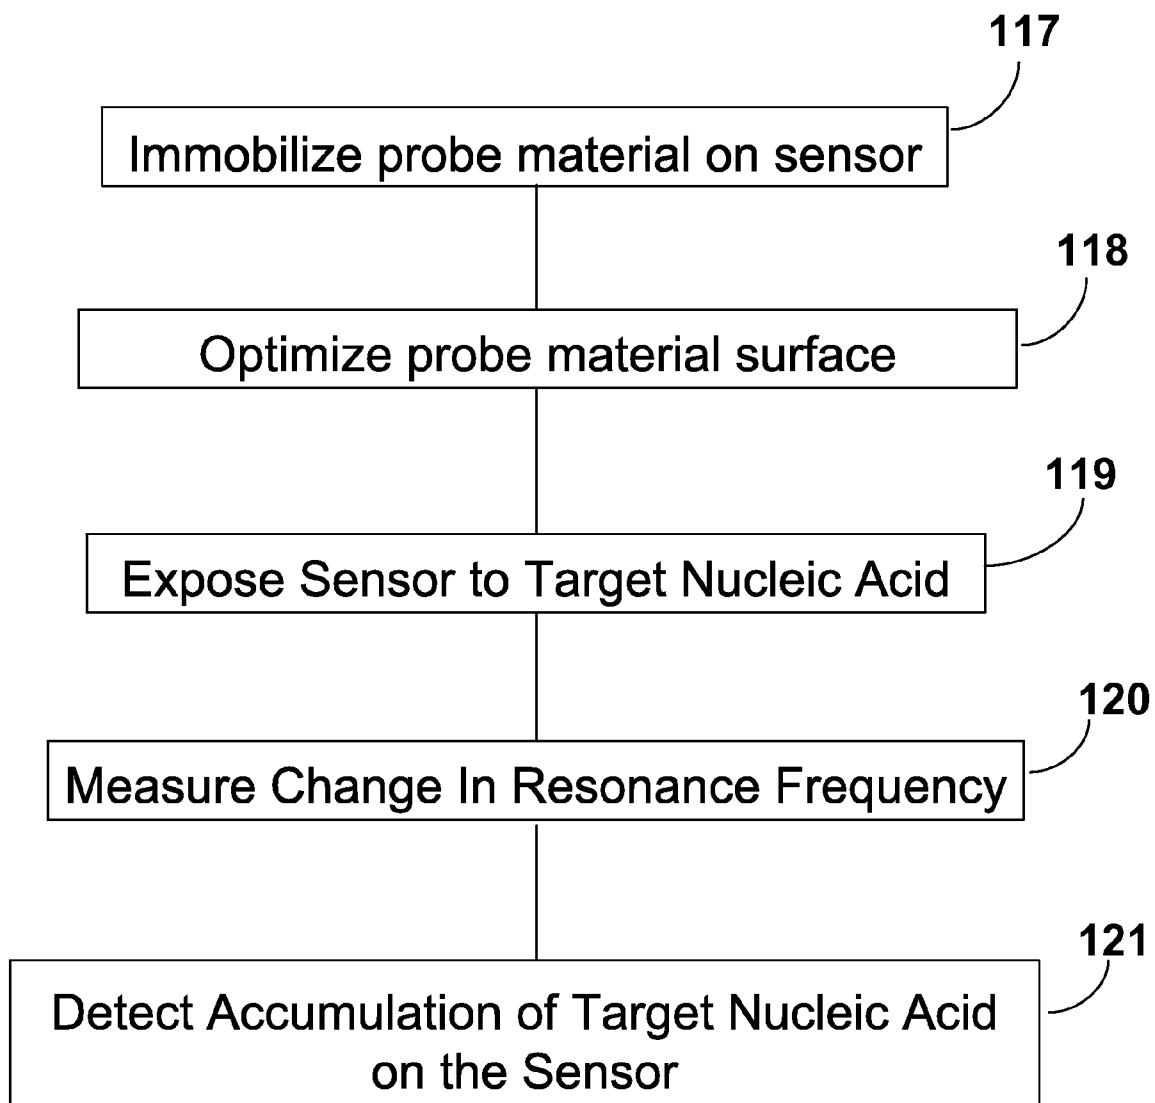 117
Immobilize probe material on sensor
118
Optimize probe material surface
119
Expose Sensor to Target Nucleic Acid
120
Measure Change In Resonance Frequency
121
Detect Accumulation of Target Nucleic Acid
on the Sensor